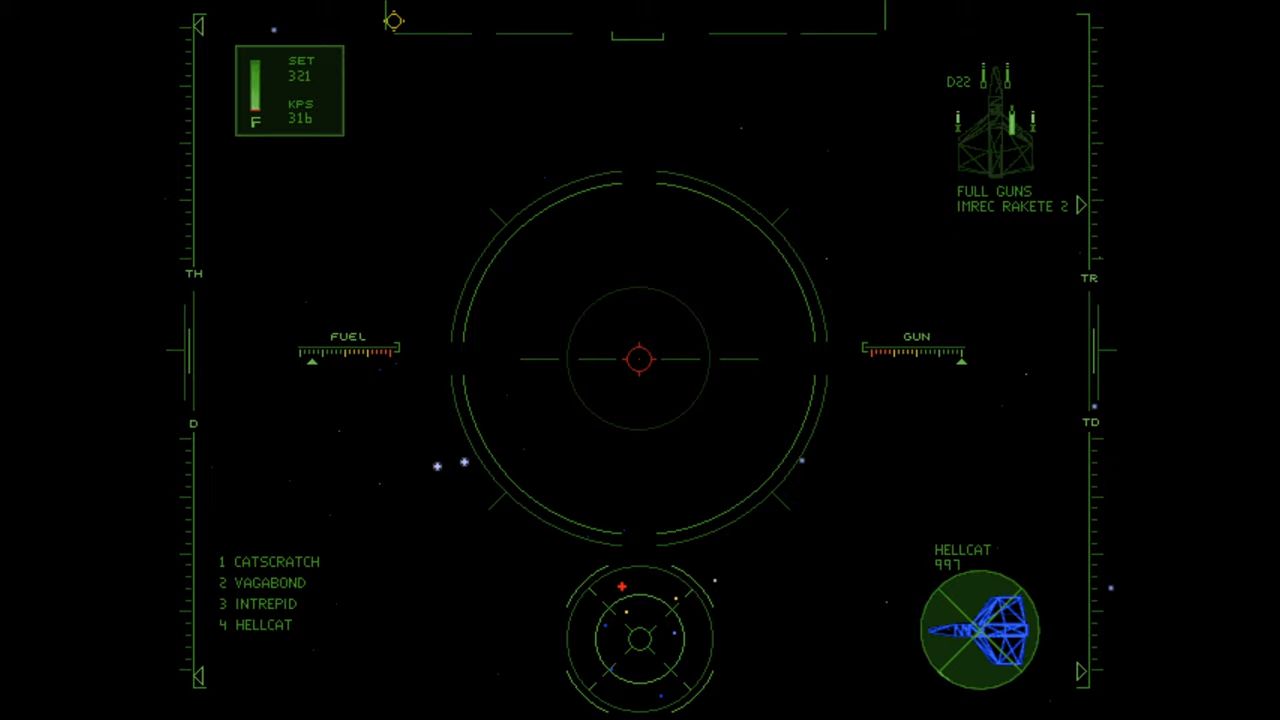 SET
321
KPS
316
F
D22
FULL GUNS
IMREC RAKETE 2
TH
TR
FUEL
GUN
D
TD
1 CATSCRATCH
2 VAGABOND
3 INTREPID
4 HELLCAT
HELLCAT
997